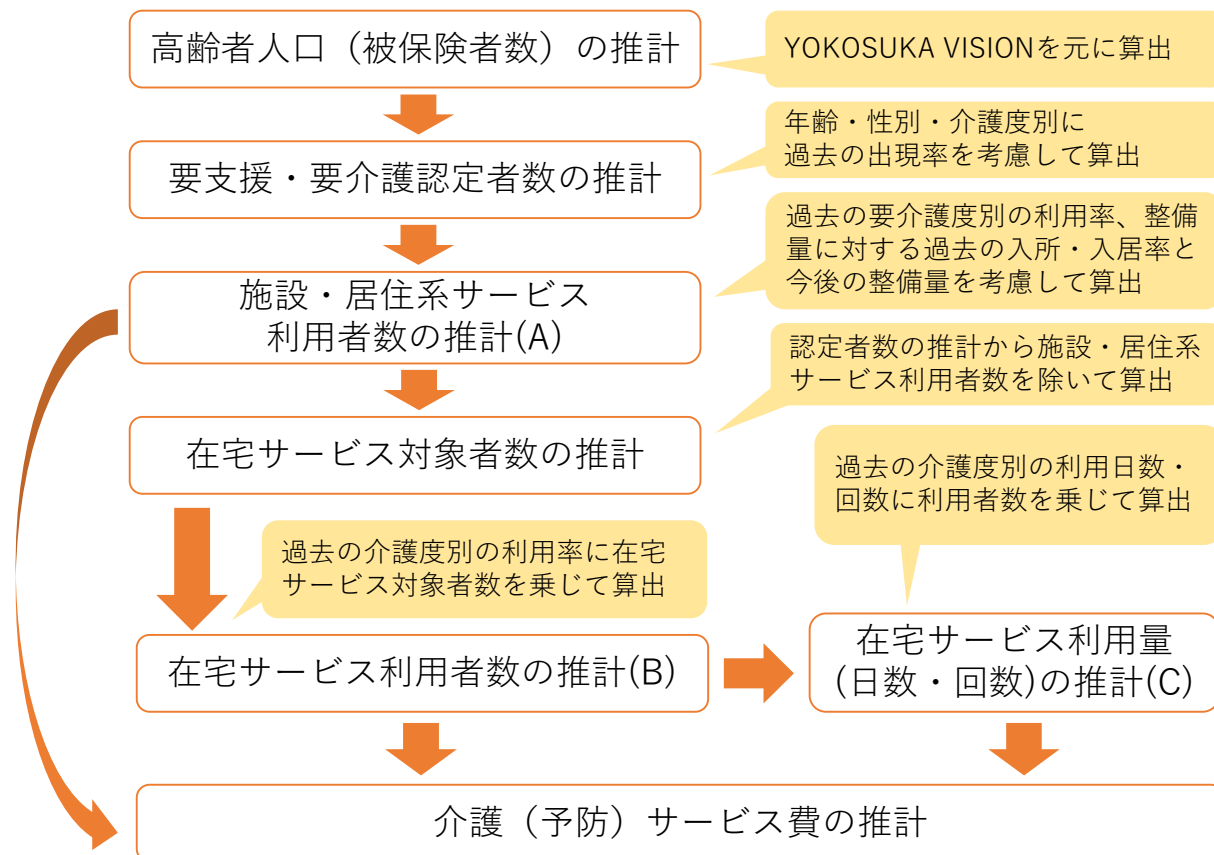 高齢者人口（被保険者数）の推計
YOKOSUKA VISIONを元に算出
要支援・要介護認定者数の推計
年齢・性別・介護度別に
過去の出現率を考慮して算出
施設・居住系サービス
利用者数の推計(A)
過去の要介護度別の利用率、整備
量に対する過去の入所・入居率と
今後の整備量を考慮して算出
在宅サービス対象者数の推計
認定者数の推計から施設・居住系
サービス利用者数を除いて算出
在宅サービス利用者数の推計(B)
過去の介護度別の利用率に在宅
サービス対象者数を乗じて算出
在宅サービス利用量
(日数・回数)の推計(C)
過去の介護度別の利用日数・
回数に利用者数を乗じて算出
介護（予防）サービス費の推計